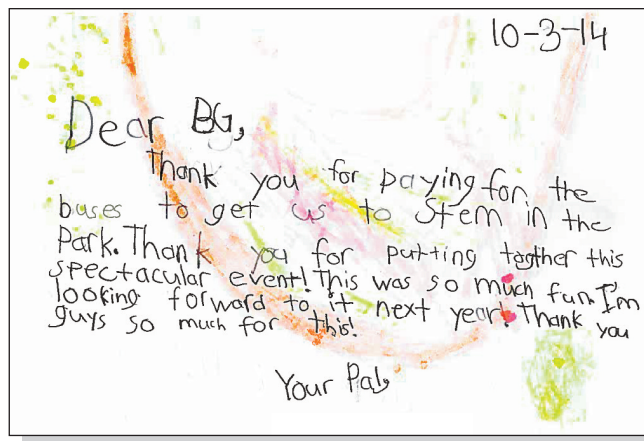 10-3-14
Dear BG,
Thank you for paying for the
buses to get us to Stem in the
Park. Thank you for putting togther this
spectacular event! This was so much fun. I'm
looking forward to it next year! Thank you
guys so much for this!
Your Pal,